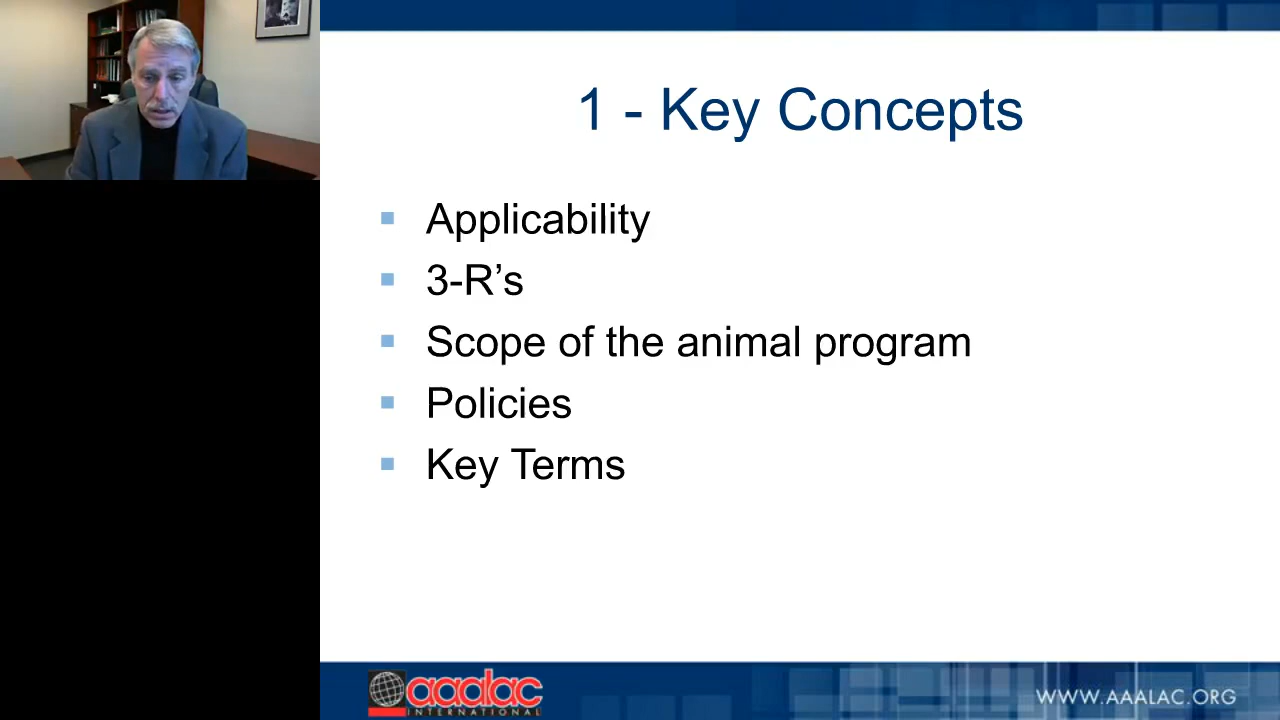 1 - Key Concepts
Applicability
3-R’s
Scope of the animal program
Policies
Key Terms
aaalac
INTERNATIONAL
WWW.AAALAC.ORG